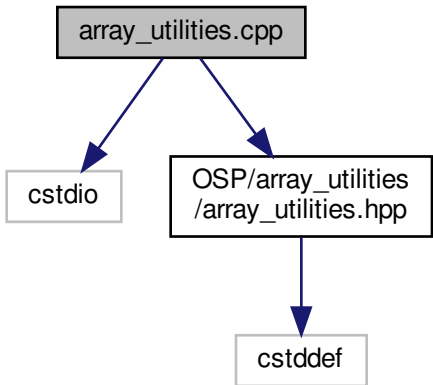 array_utilities.cpp
cstdio
OSP/array_utilities
/array_utilities.hpp
cstddef